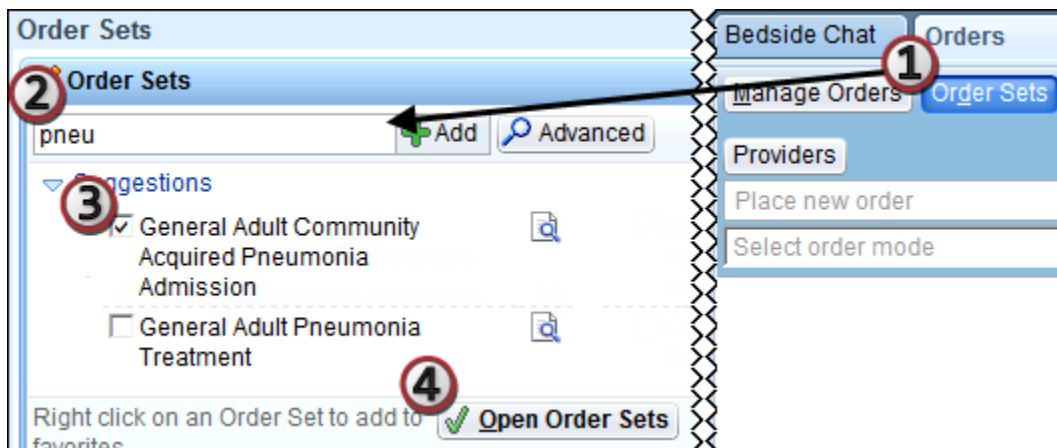 Order Sets
2 Order Sets
pneu
Add
Advanced
Suggestions
3
General Adult Community
Acquired Pneumonia
Admission
General Adult Pneumonia
Treatment
4
Right click on an Order Set to add to
Open Order Sets
favorites
Bedside Chat
Orders
1
Manage Orders
Order Sets
Providers
Place new order
Select order mode